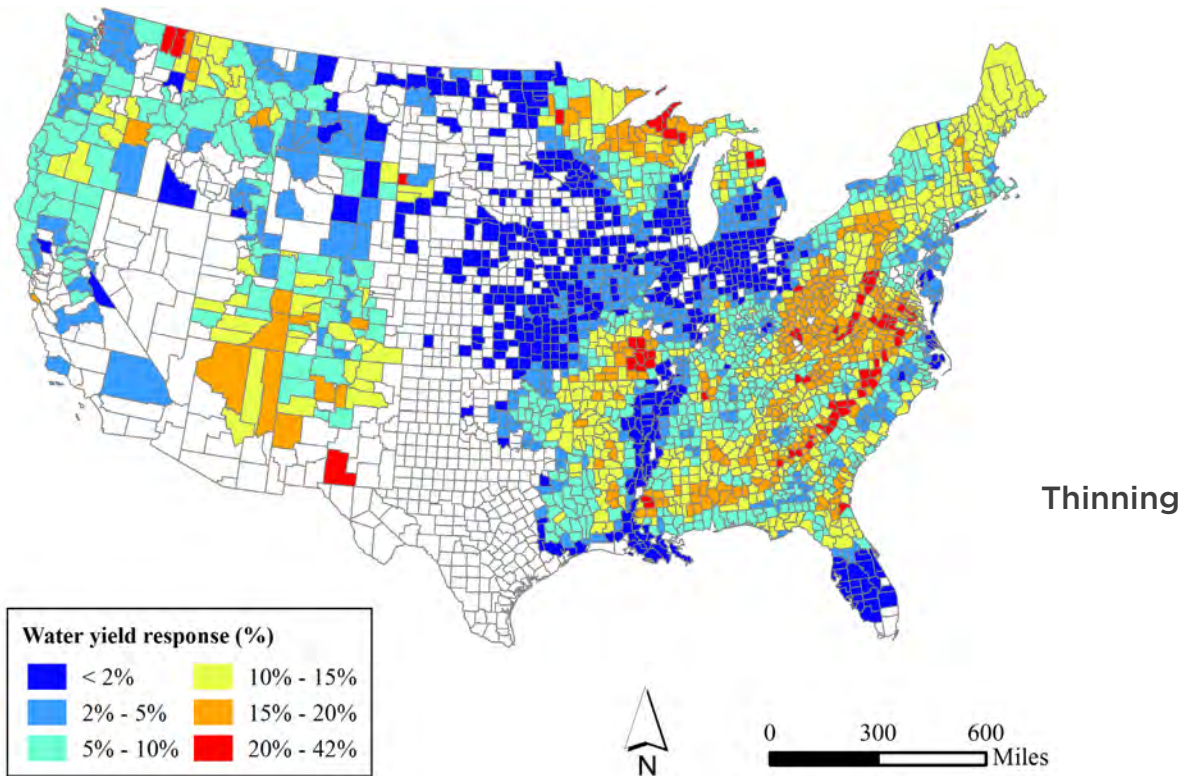 Thinning
Water yield response (%)
< 2%
2% - 5%
5% - 10%
10% - 15%
15% - 20%
20% - 42%
N
0 300 600
Miles